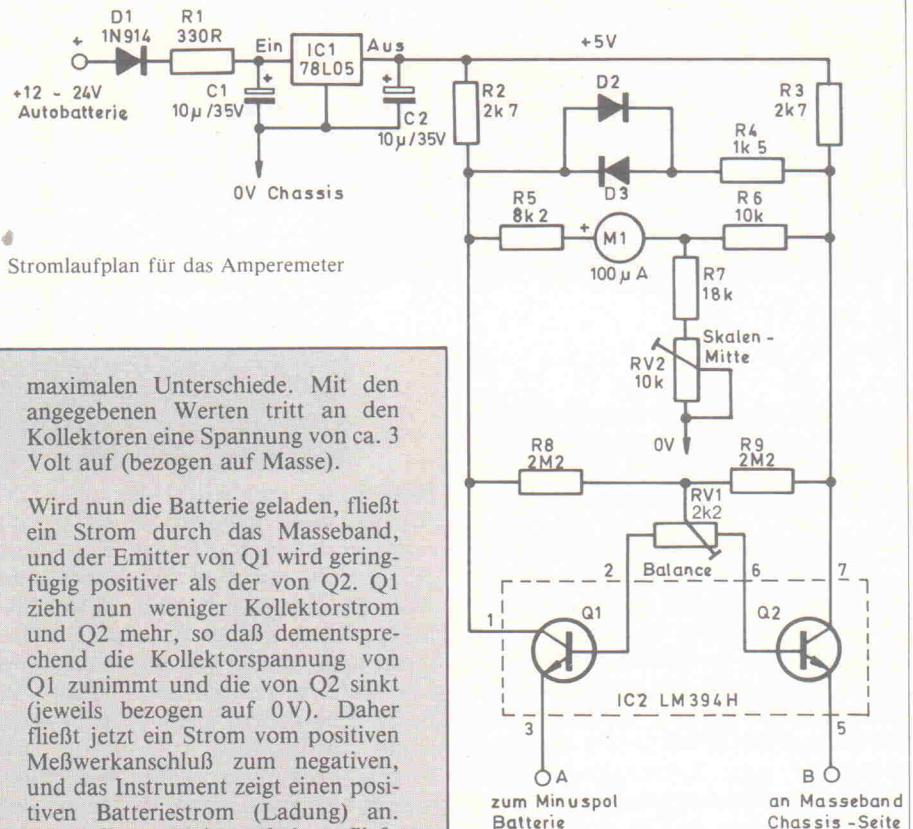 D1
1N914
R1
330R
Ein
IC1
78L05
Aus
+5V
+
+12 - 24V
Autobatterie
C1
10µ/35V
+
+
C2
10µ/35V
0V Chassis
R2
2k7
D2
D3
R3
2k7
R4
1k5
R5
8k2
+
M1
100µA
R6
10k
R7
18k
Skalen-
Mitte
RV2
10k
0V
R8
2M2
R9
2M2
RV1
2k2
Balance
2
6
7
1
Q1
Q2
IC2 LM394H
3
5
A
B
zum Minuspol
Batterie
an Masseband
Chassis-Seite
Stromlaufplan für das Amperemeter
maximalen Unterschiede. Mit den
angegebenen Werten tritt an den
Kollektoren eine Spannung von ca. 3
Volt auf (bezogen auf Masse).
Wird nun die Batterie geladen, fließt
ein Strom durch das Masseband,
und der Emitter von Q1 wird gering-
fügig positiver als der von Q2. Q1
zieht nun weniger Kollektorstrom
und Q2 mehr, so daß dementspre-
chend die Kollektorspannung von
Q1 zunimmt und die von Q2 sinkt
(jeweils bezogen auf 0V). Daher
fließt jetzt ein Strom vom positiven
Meßwerkanschluß zum negativen,
und das Instrument zeigt einen posi-
tiven Batteriestrom (Ladung) an.